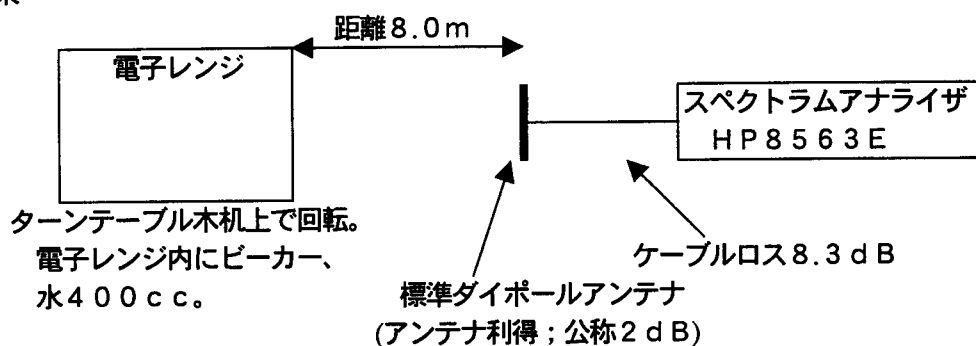 距離8.0m
電子レンジ
スペクトラムアナライザ
HP8563E
ターンテーブル木机上で回転。
電子レンジ内にビーカー、
水400cc。
ケーブルロス8.3dB
標準ダイポールアンテナ
(アンテナ利得;公称2dB)